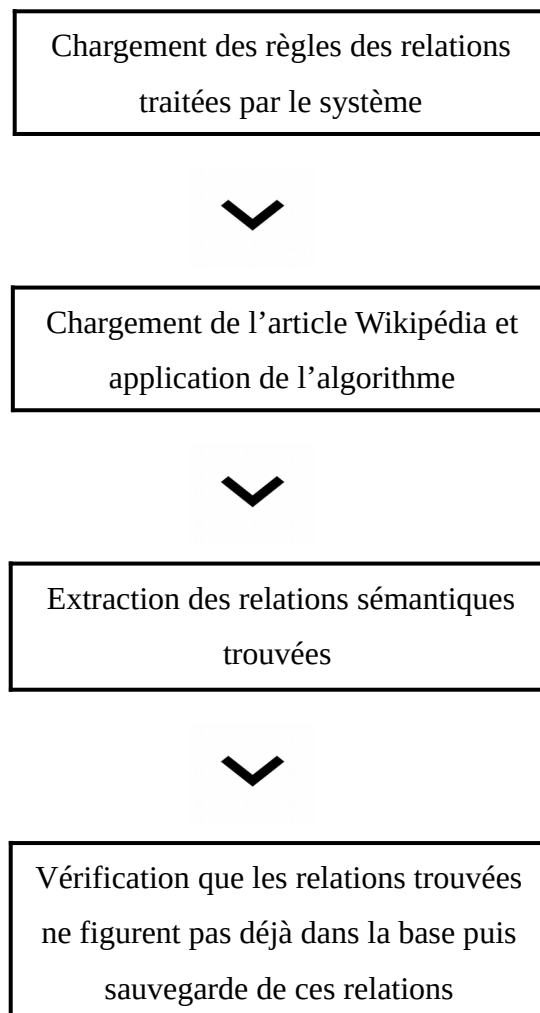 Chargement des règles des relations
traitées par le système
Chargement de l’article Wikipédia et
application de l’algorithme
Extraction des relations sémantiques
trouvées
Vérification que les relations trouvées
ne figurent pas déjà dans la base puis
sauvegarde de ces relations